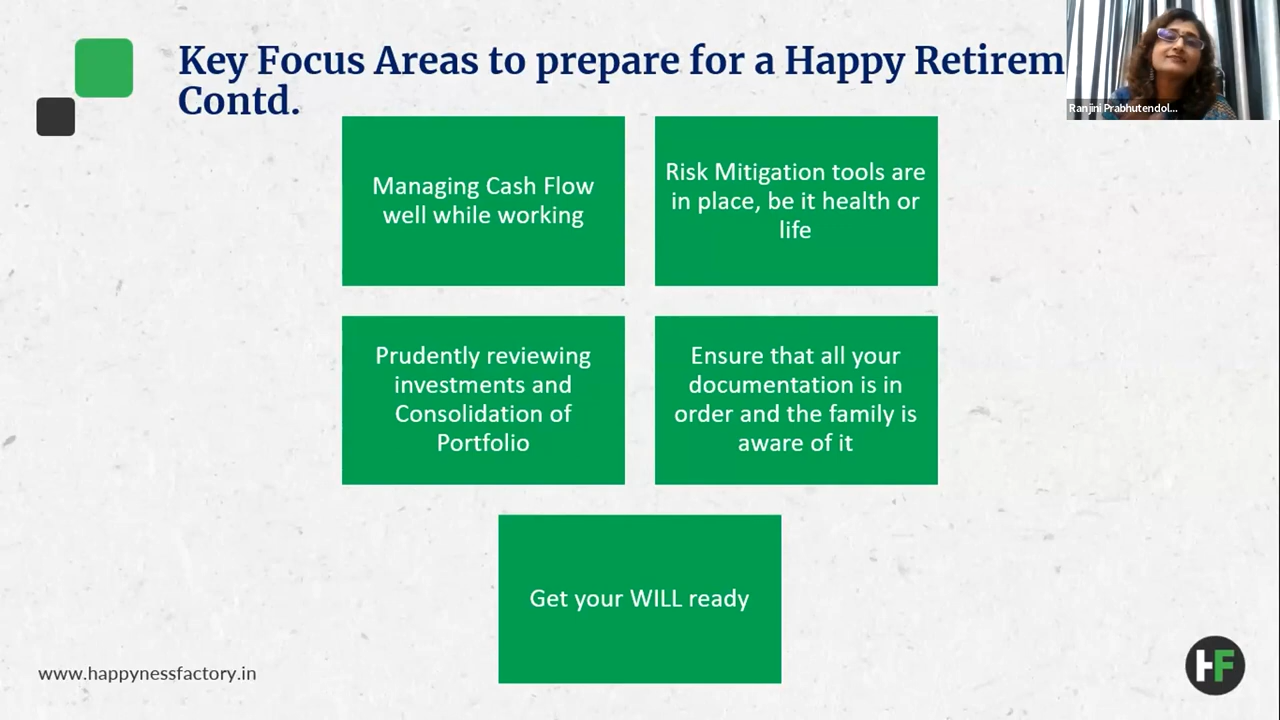 Key Focus Areas to prepare for a Happy Retirem
Contd.
Ranjini Prabhutendol...
Managing Cash Flow
well while working
Risk Mitigation tools are
in place, be it health or
life
Prudently reviewing
investments and
Consolidation of
Portfolio
Ensure that all your
documentation is in
order and the family is
aware of it
Get your WILL ready
www.happynessfactory.in
HF